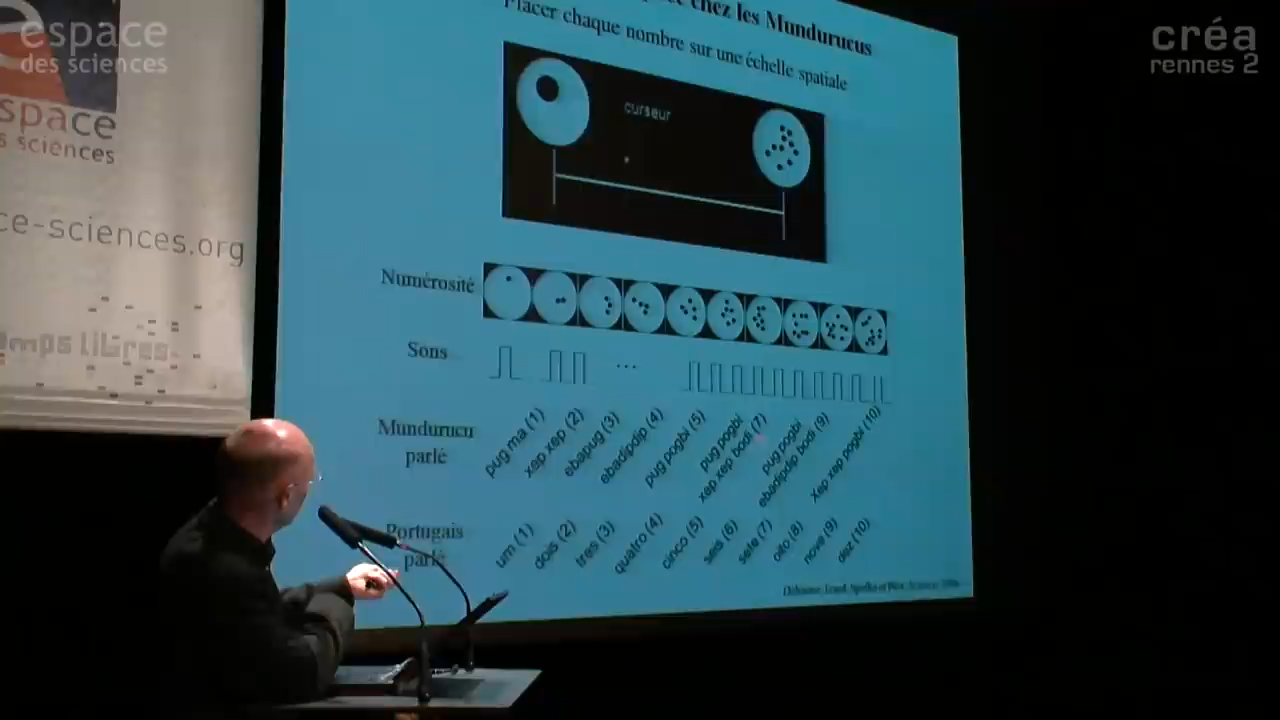 espace
des sciences
créa
rennes 2
space
s sciences
ce-sciences.org
mps libres
chez les Mundurucus
Placer chaque nombre sur une échelle spatiale
curseur
Numérosité
Sons
...
Mundurucu
parlé
pug ma (1)
xep xep (2)
ebapug (3)
ebadipdip (4)
pug pogbi (5)
pug pogbi
xep xep bodi (7)
pug pogbi
ebadipdip bodi (9)
xep xep pogbi (10)
Portugais
parlé
um (1)
dois (2)
tres (3)
quatro (4)
cinco (5)
seis (6)
sete (7)
oito (8)
nove (9)
dez (10)